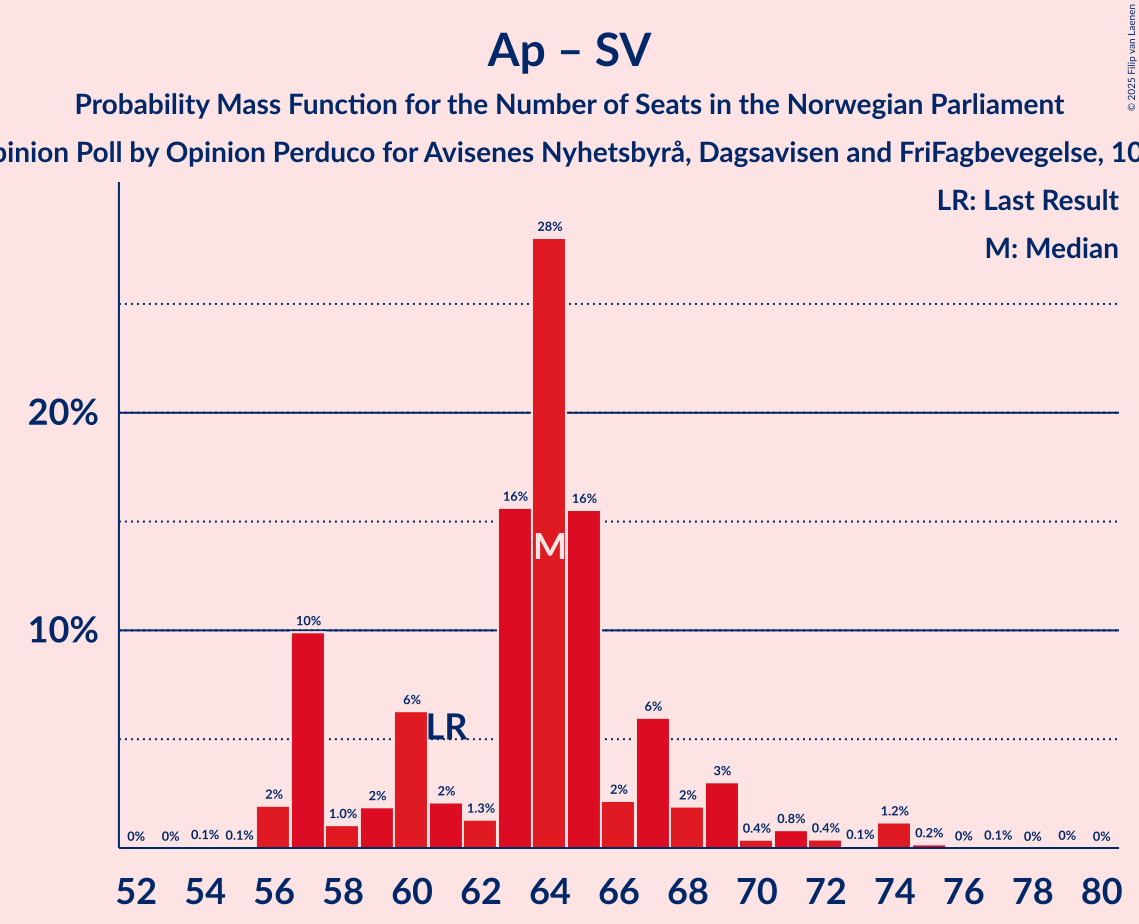 Ap – SV
Probability Mass Function for the Number of Seats in the Norwegian Parliament
Opinion Poll by Opinion Perduco for Avisenes Nyhetsbyrå, Dagsavisen and FriFagbevegelse, 10
© 2025 Filip van Laenen
LR: Last Result
M: Median
20%
10%
0% 0% 0.1% 0.1% 2% 10% 1.0% 2% 6% 2% 1.3% 16% 28% 16% 2% 6% 2% 3% 0.4% 0.8% 0.4% 0.1% 1.2% 0.2% 0% 0.1% 0% 0% 0%
LR
M
52 54 56 58 60 62 64 66 68 70 72 74 76 78 80